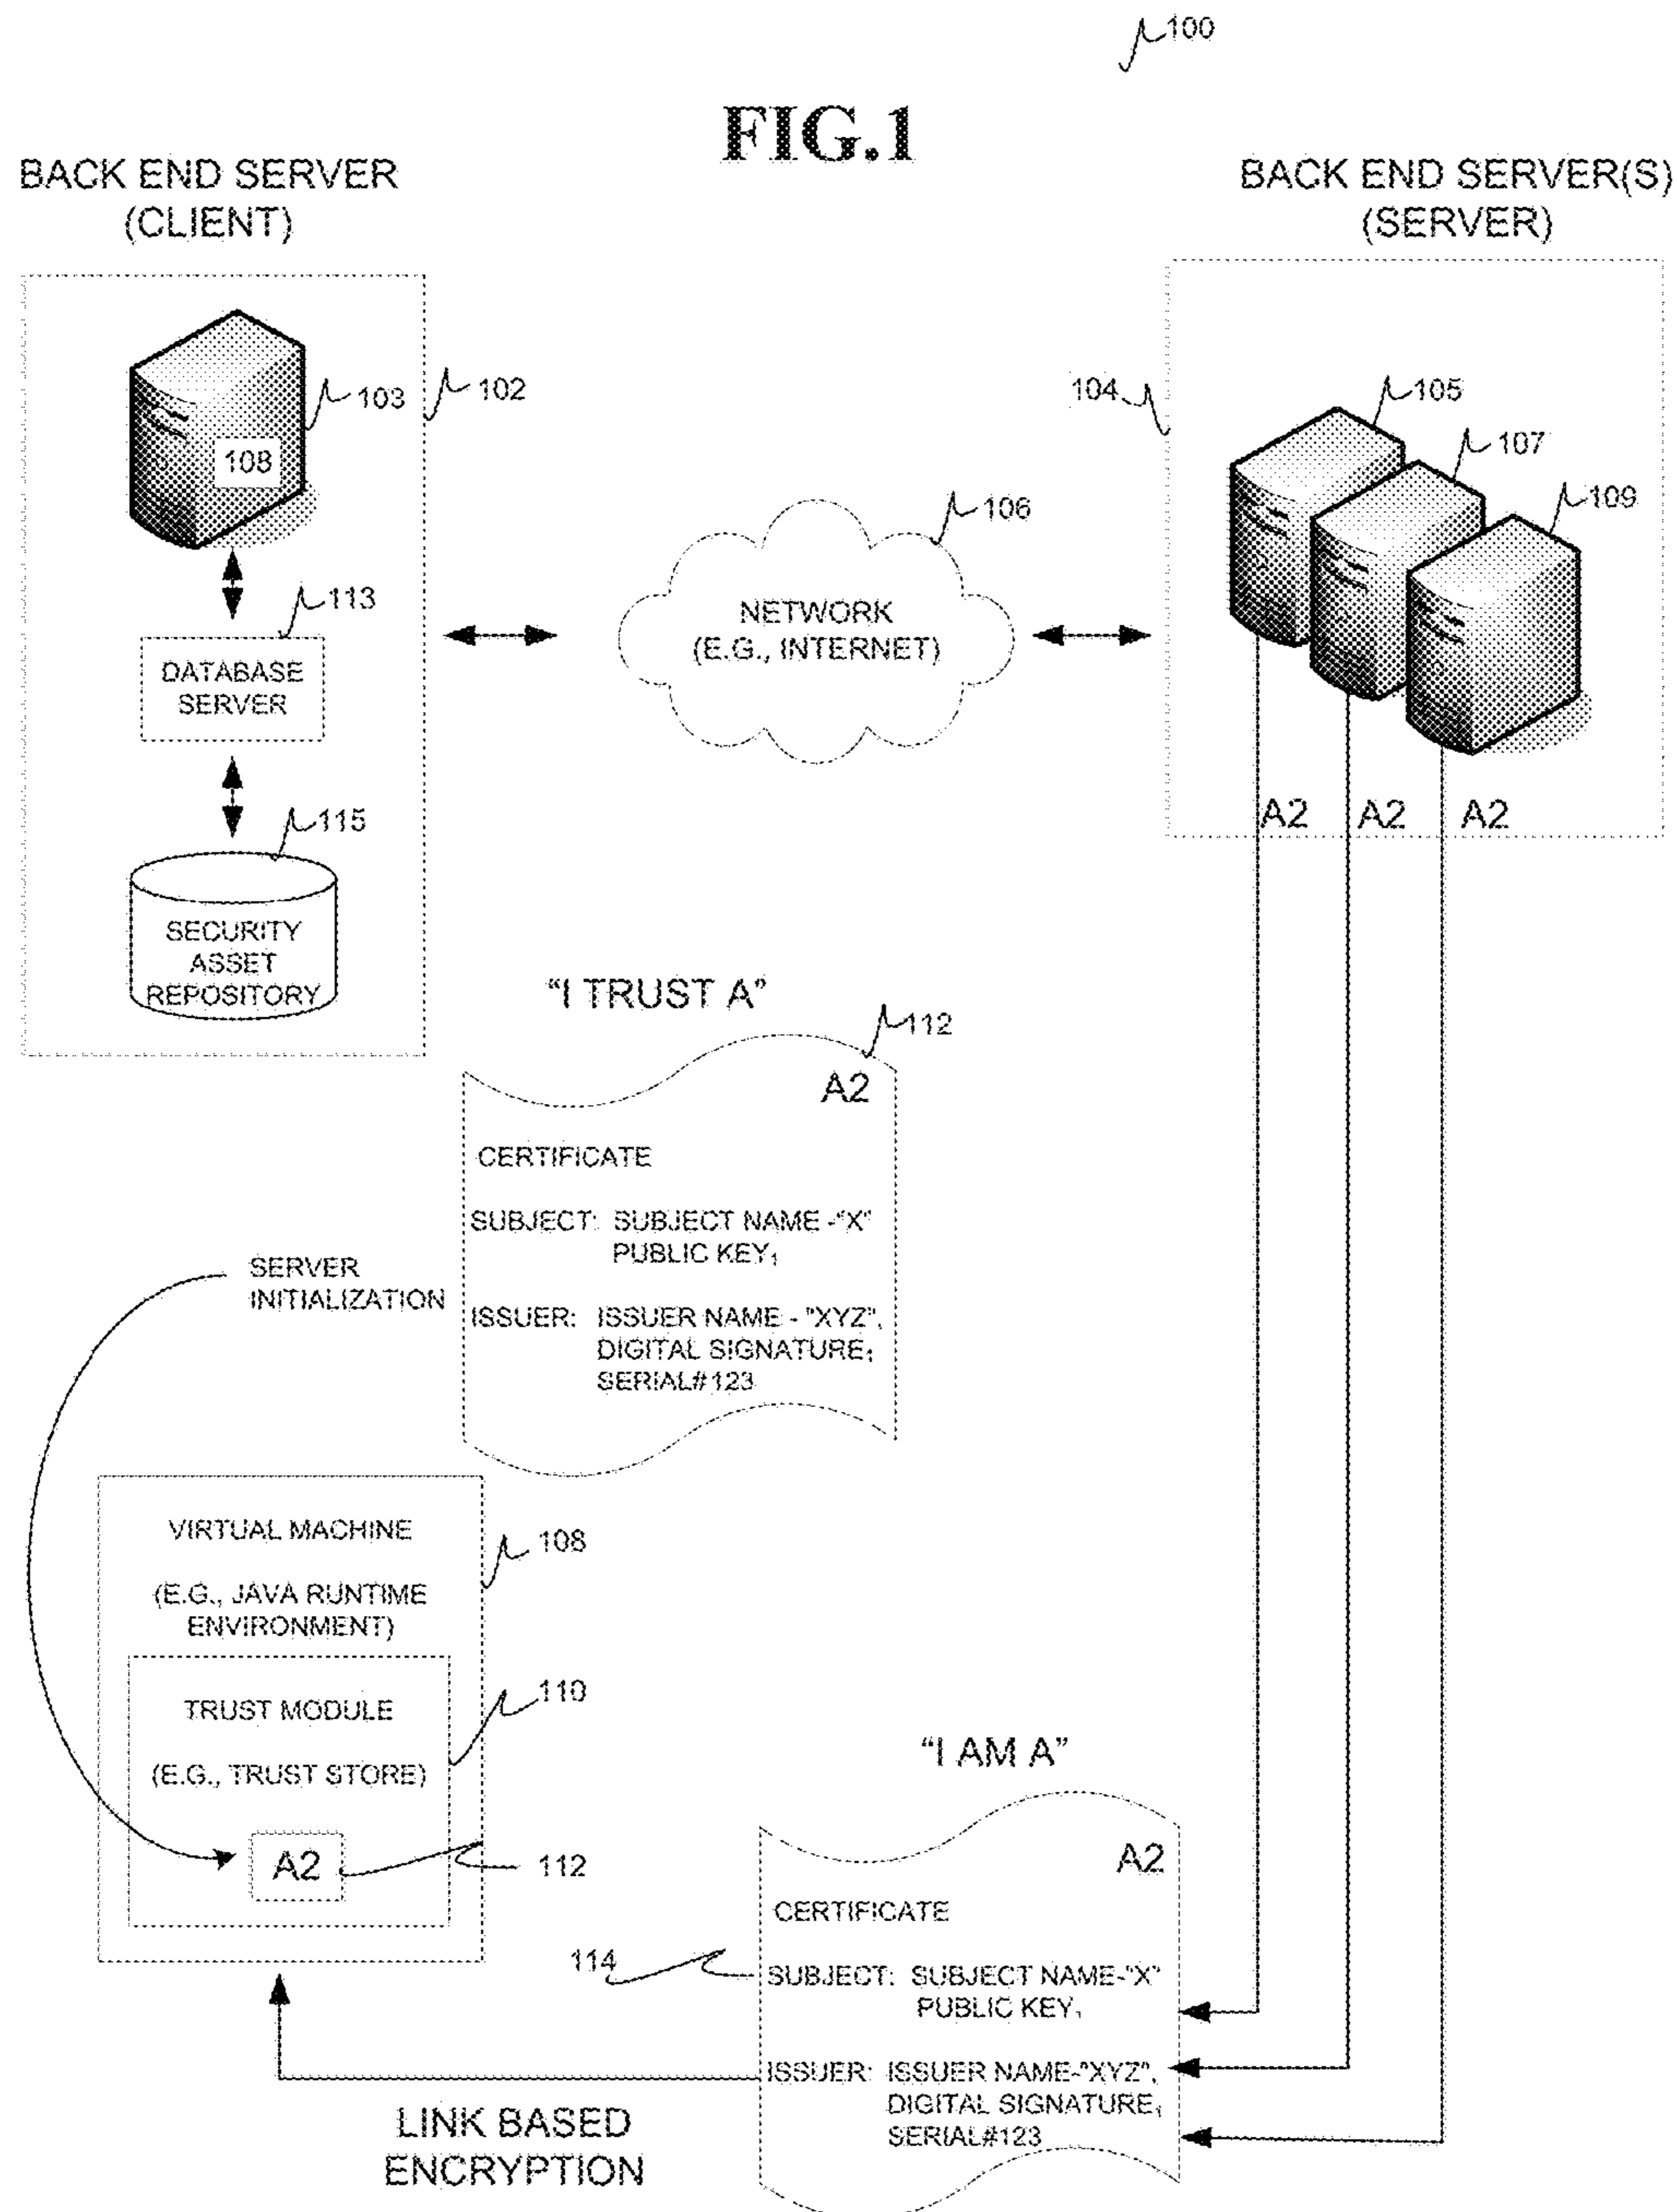 100
FIG.1
BACK END SERVER
(CLIENT)
BACK END SERVER(S)
(SERVER)
103
102
108
104
105
107
109
106
NETWORK
(E.G., INTERNET)
113
DATABASE
SERVER
115
SECURITY
ASSET
REPOSITORY
A2
A2
A2
"I TRUST A"
112
A2
CERTIFICATE
SUBJECT: SUBJECT NAME -"X"
PUBLIC KEY₁
ISSUER: ISSUER NAME - "XYZ",
DIGITAL SIGNATURE₁
SERIAL#123
SERVER
INITIALIZATION
VIRTUAL MACHINE
(E.G., JAVA RUNTIME
ENVIRONMENT)
108
TRUST MODULE
(E.G., TRUST STORE)
110
A2
112
"I AM A"
A2
CERTIFICATE
114
SUBJECT: SUBJECT NAME-"X"
PUBLIC KEY₁
ISSUER: ISSUER NAME-"XYZ",
DIGITAL SIGNATURE₁
SERIAL#123
LINK BASED
ENCRYPTION